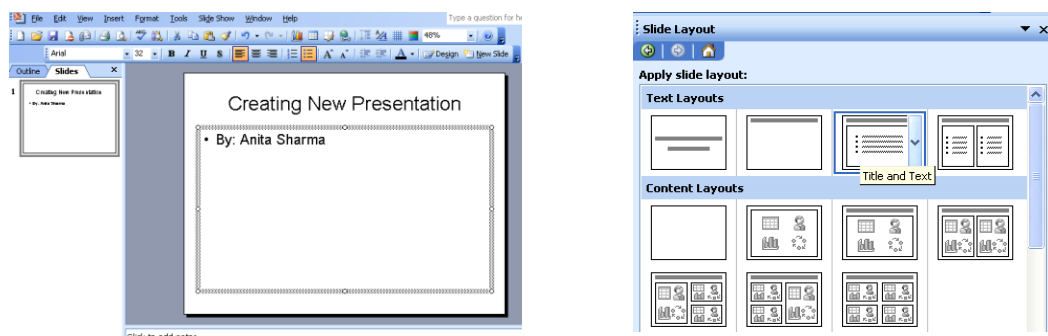 File Edit View Insert Format Tools Slide Show Window Help Type a question for he
Arial 32 B I U S A A A Design New Slide
48%
Outline Slides x
1 Creating New Presentation
• By: Anita Sharma
Creating New Presentation
• By: Anita Sharma
Slide Layout
Apply slide layout:
Text Layouts
Title and Text
Content Layouts